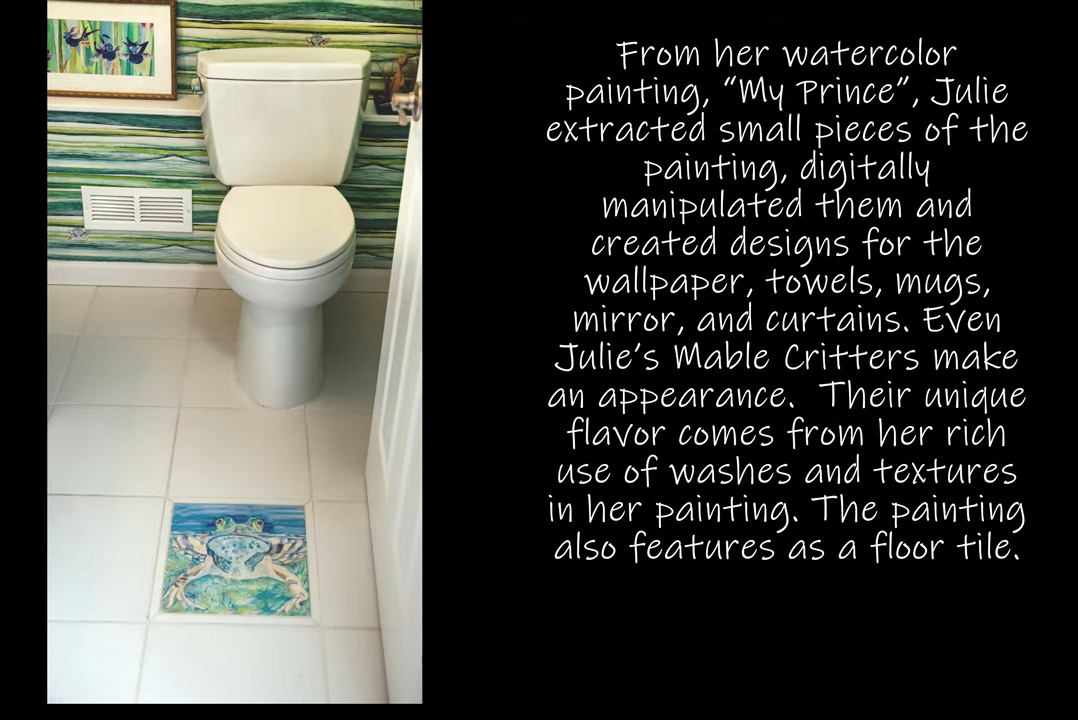 From her watercolor
painting, “My Prince”, Julie
extracted small pieces of the
painting, digitally
manipulated them and
created designs for the
wallpaper, towels, mugs,
mirror, and curtains. Even
Julie’s Mable Critters make
an appearance.  Their unique
flavor comes from her rich
use of washes and textures
in her painting. The painting
also features as a floor tile.